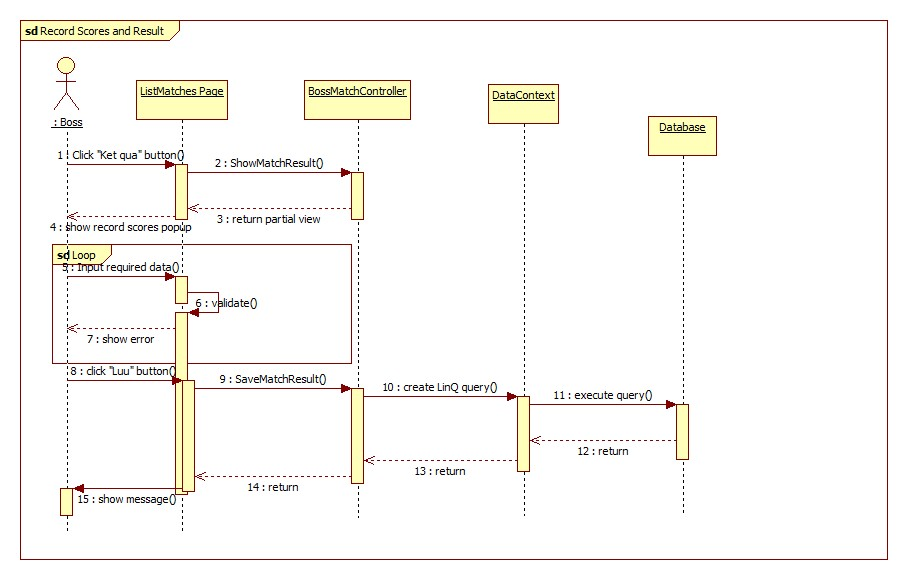 sd Record Scores and Result
ListMatches Page
BossMatchController
DataContext
Database
: Boss
1 : Click "Ket qua" button()
2 : ShowMatchResult()
3 : return partial view
4 : show record scores popup
sd Loop
5 : Input required data()
6 : validate()
7 : show error
8 : click "Luu" button()
9 : SaveMatchResult()
10 : create LinQ query()
11 : execute query()
12 : return
13 : return
14 : return
15 : show message()